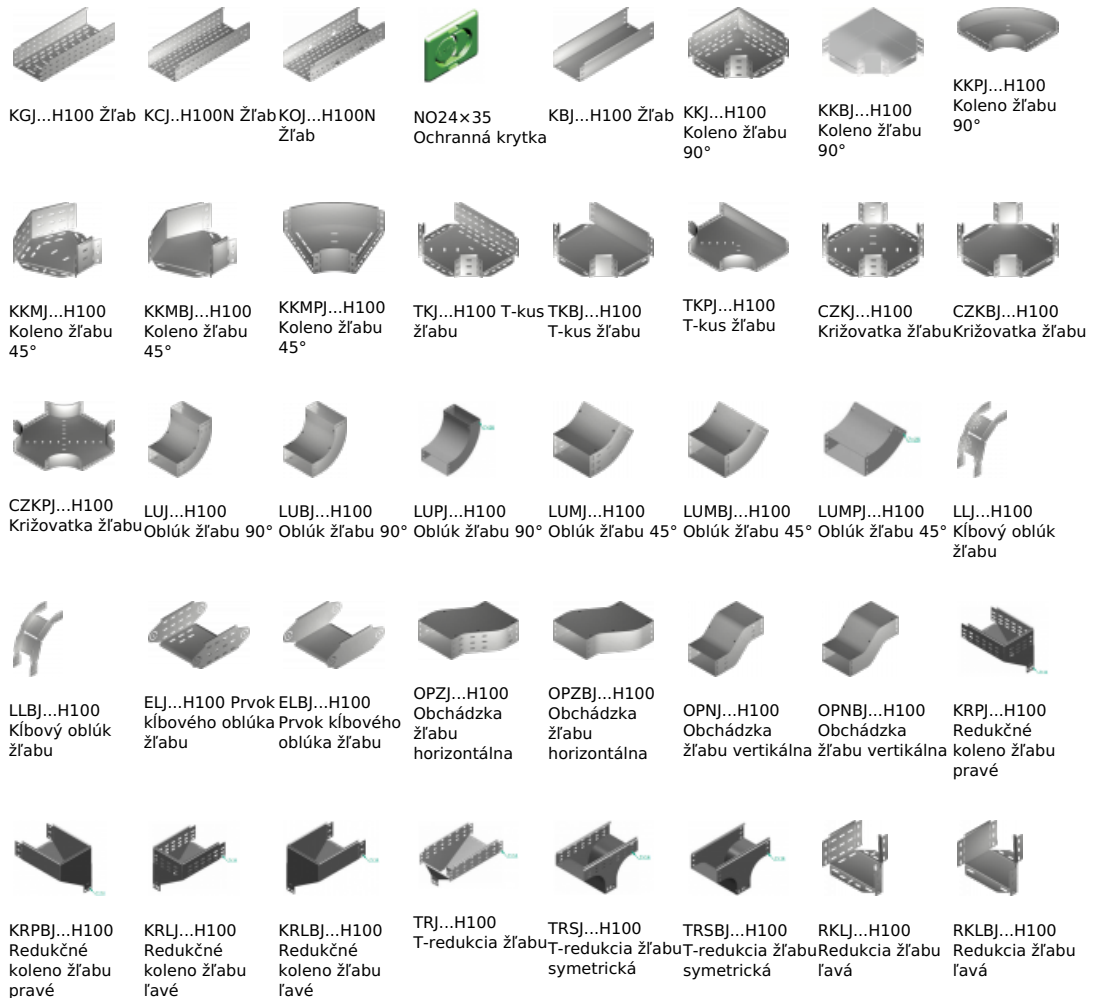 KGJ...H100 Žľab
KCJ..H100N Žľab
KOJ...H100N
Žľab
NO24×35
Ochranná krytka
KBJ...H100 Žľab
KKJ...H100
Koleno žľabu
90°
KKBJ...H100
Koleno žľabu
90°
KKPJ...H100
Koleno žľabu
90°
KKMJ...H100
Koleno žľabu
45°
KKMBJ...H100
Koleno žľabu
45°
KKMPJ...H100
Koleno žľabu
45°
TKJ...H100 T-kus
žľabu
TKBJ...H100
T-kus žľabu
TKPJ...H100
T-kus žľabu
CZKJ...H100
Križovatka žľabu
CZKBJ...H100
Križovatka žľabu
CZKPJ...H100
Križovatka žľabu
LUJ...H100
Oblúk žľabu 90°
LUBJ...H100
Oblúk žľabu 90°
LUPJ...H100
Oblúk žľabu 90°
LUMJ...H100
Oblúk žľabu 45°
LUMBJ...H100
Oblúk žľabu 45°
LUMPJ...H100
Oblúk žľabu 45°
LLJ...H100
Kĺbový oblúk
žľabu
LLBJ...H100
Kĺbový oblúk
žľabu
ELJ...H100 Prvok
kĺbového oblúka
žľabu
ELBJ...H100
Prvok kĺbového
oblúka žľabu
OPZJ...H100
Obchádzka
žľabu
horizontálna
OPZBJ...H100
Obchádzka
žľabu
horizontálna
OPNJ...H100
Obchádzka
žľabu vertikálna
OPNBJ...H100
Obchádzka
žľabu vertikálna
KRPJ...H100
Redukčné
koleno žľabu
pravé
KRPBJ...H100
Redukčné
koleno žľabu
pravé
KRLJ...H100
Redukčné
koleno žľabu
ľavé
KRLBJ...H100
Redukčné
koleno žľabu
ľavé
TRJ...H100
T-redukcia žľabu
TRSJ...H100
T-redukcia žľabu
symetrická
TRSBJ...H100
T-redukcia žľabu
symetrická
RKLJ...H100
Redukcia žľabu
ľavá
RKLBJ...H100
Redukcia žľabu
ľavá